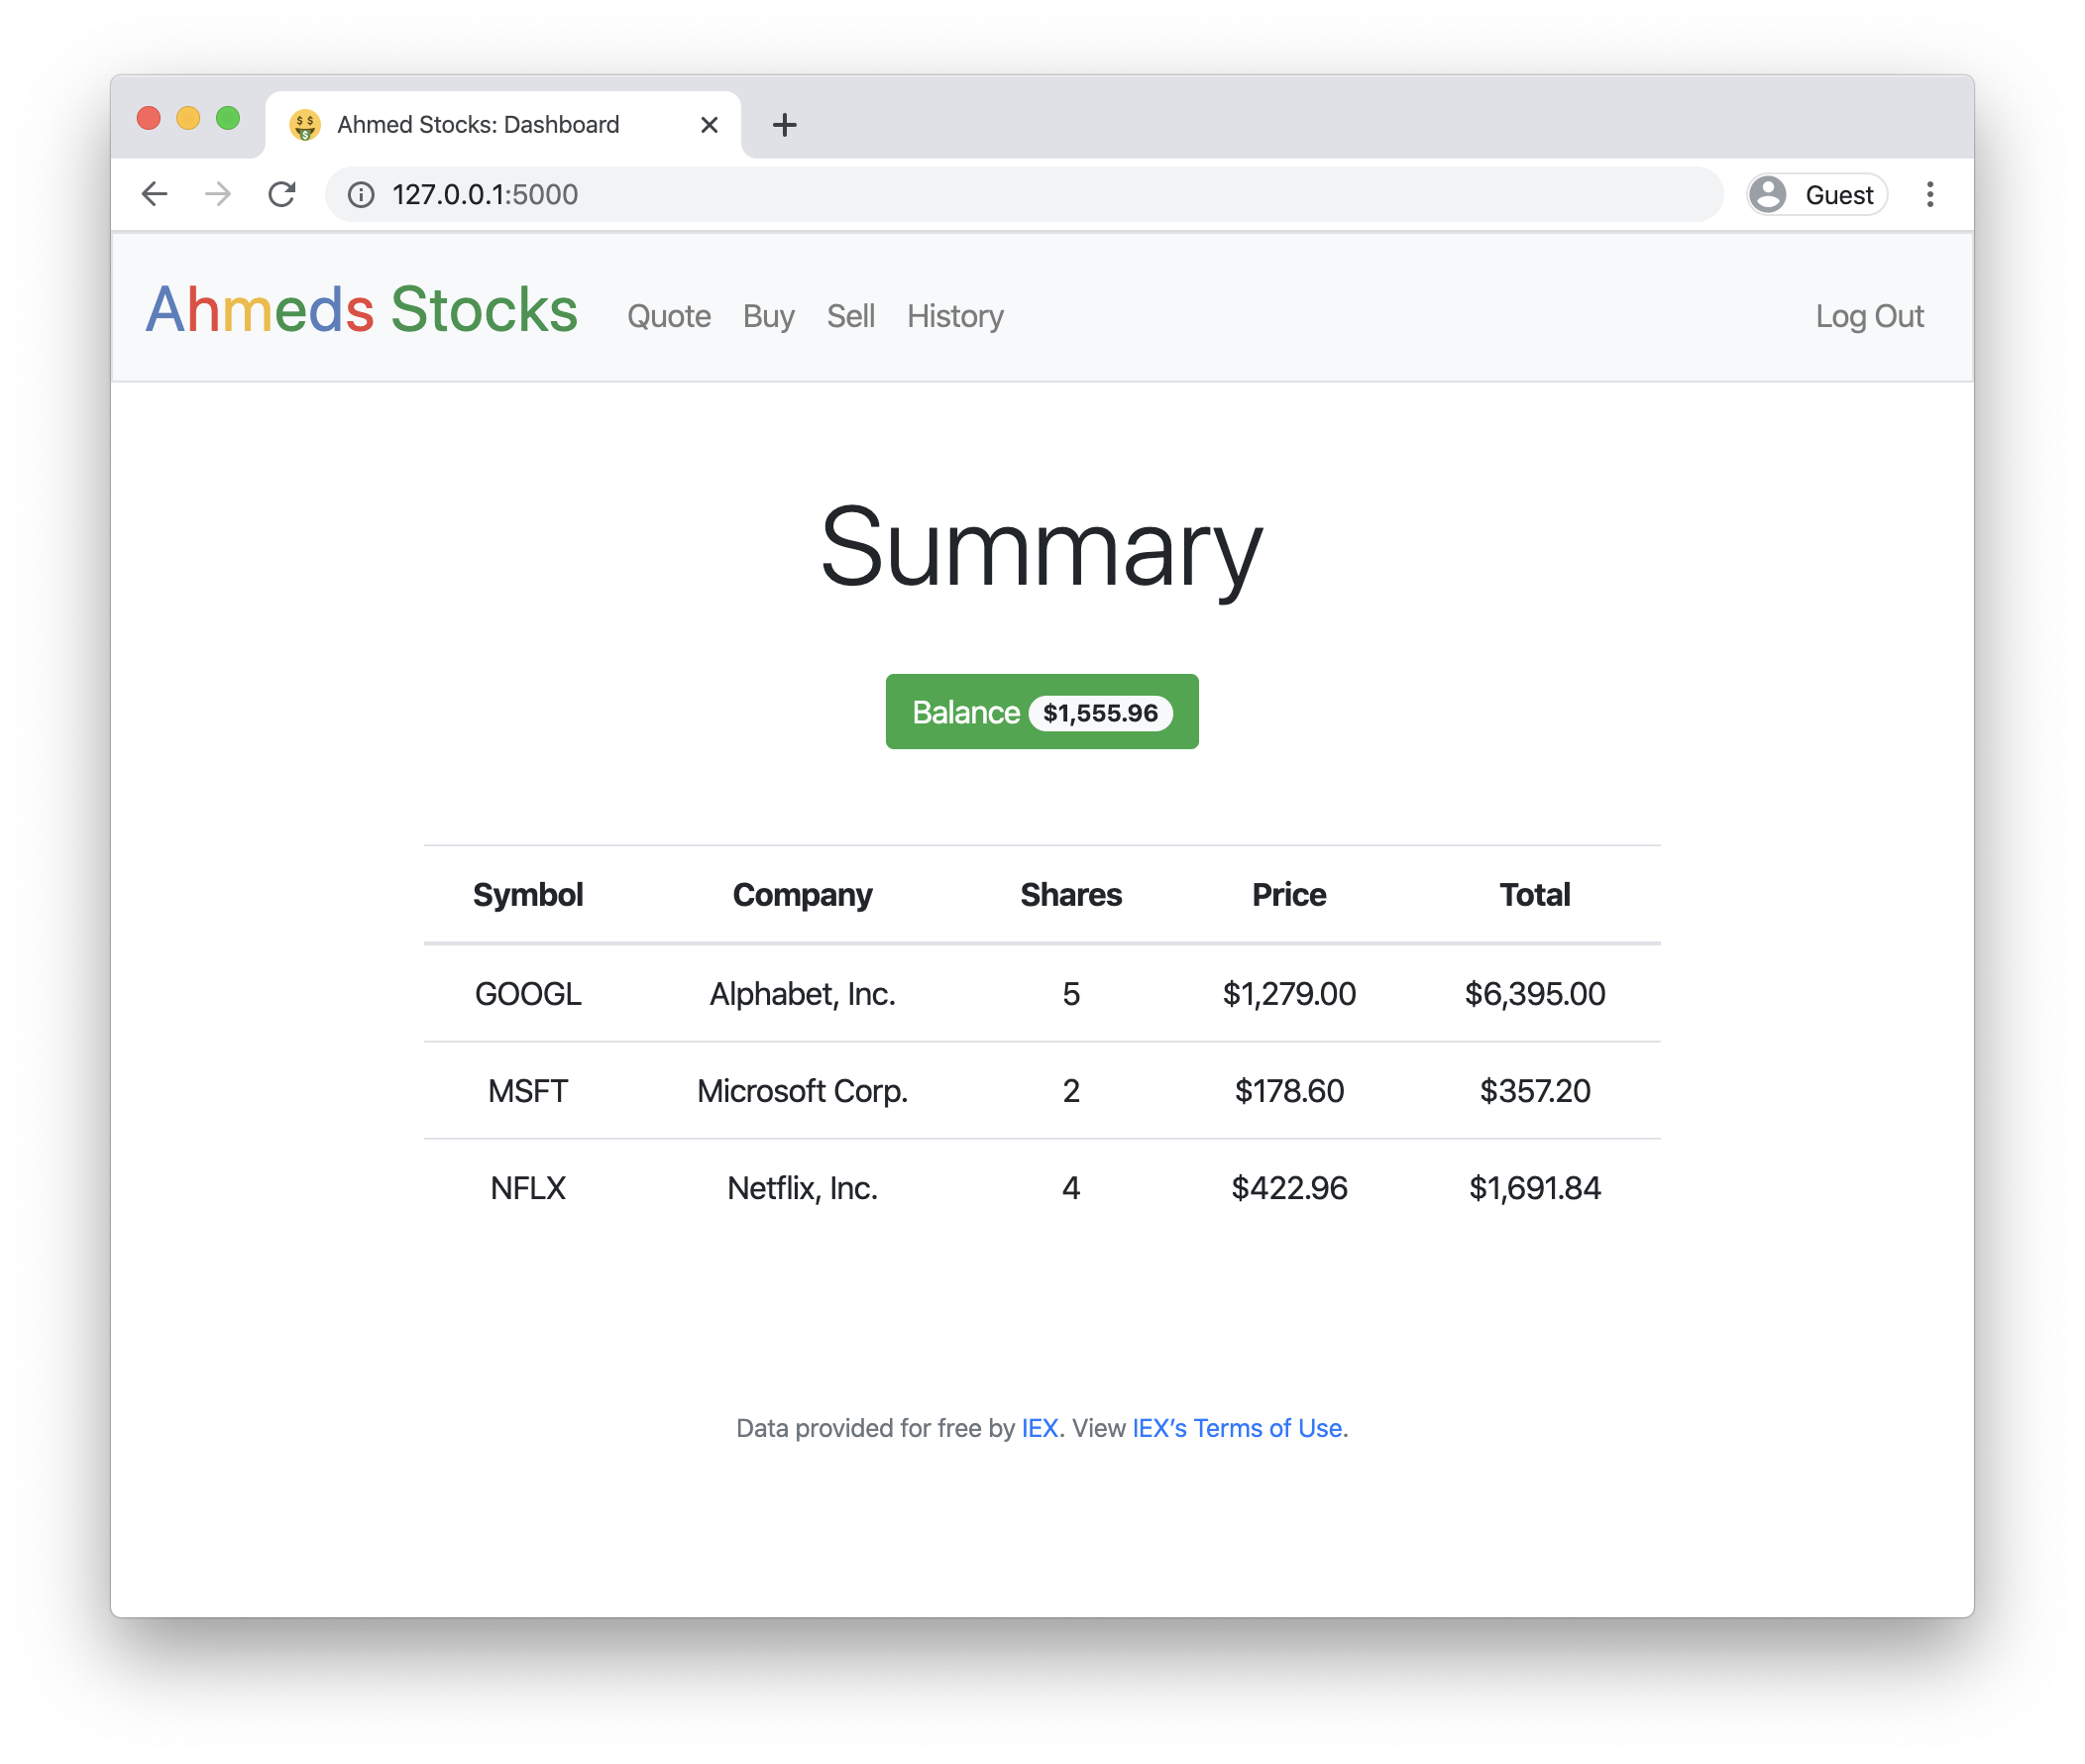 Ahmed Stocks: Dashboard
127.0.0.1:5000
Guest
Ahmeds Stocks Quote Buy Sell History Log Out
Summary
Balance $1,555.96
Symbol Company Shares Price Total
GOOGL Alphabet, Inc. 5 $1,279.00 $6,395.00
MSFT Microsoft Corp. 2 $178.60 $357.20
NFLX Netflix, Inc. 4 $422.96 $1,691.84
Data provided for free by IEX. View IEX’s Terms of Use.